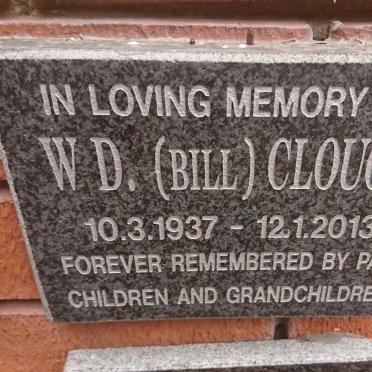 IN LOVING MEMORY
W D. (BILL) CLOUG
10.3.1937 - 12.1.2013
FOREVER REMEMBERED BY PA
CHILDREN AND GRANDCHILDRE